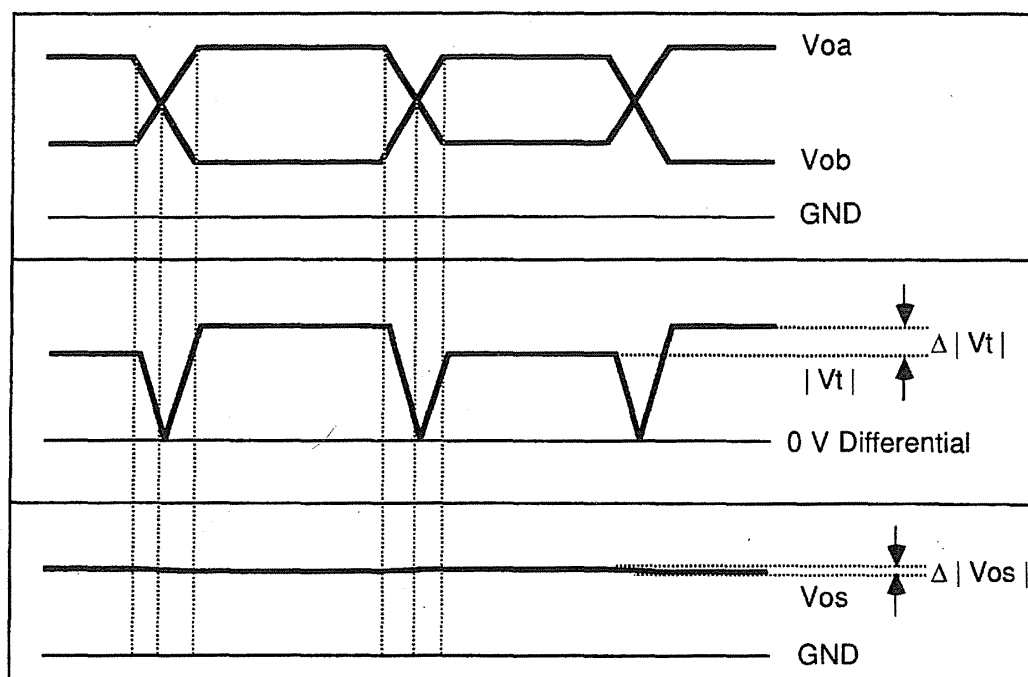 Voa
Vob
GND
Δ | Vt |
| Vt |
0 V Differential
Δ | Vos |
Vos
GND